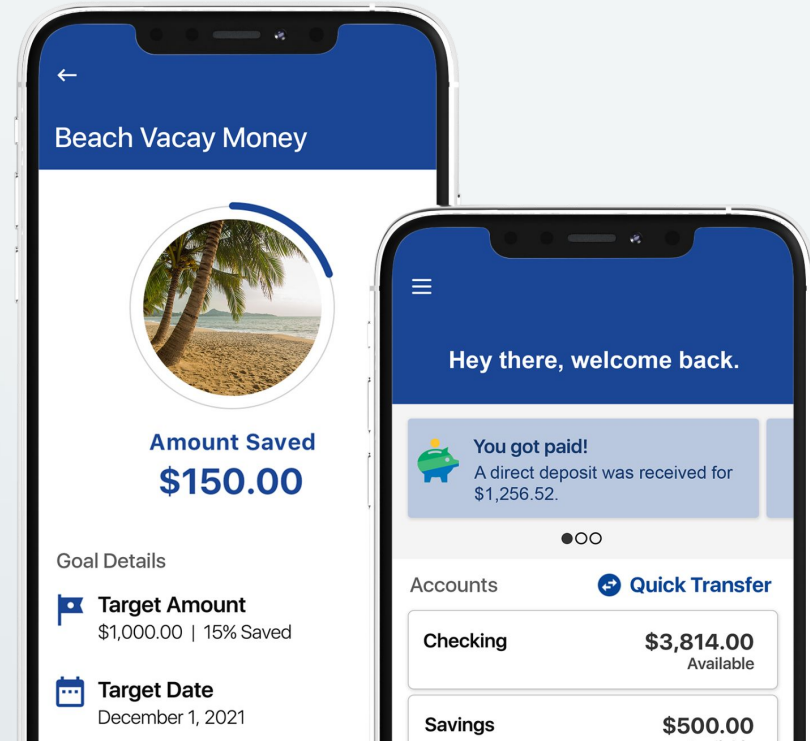 Beach Vacay Money
Amount Saved
$150.00
Goal Details
Target Amount
$1,000.00 | 15% Saved
Target Date
December 1, 2021
Hey there, welcome back.
You got paid!
A direct deposit was received for
$1,256.52.
Accounts
Quick Transfer
Checking
$3,814.00
Available
Savings
$500.00